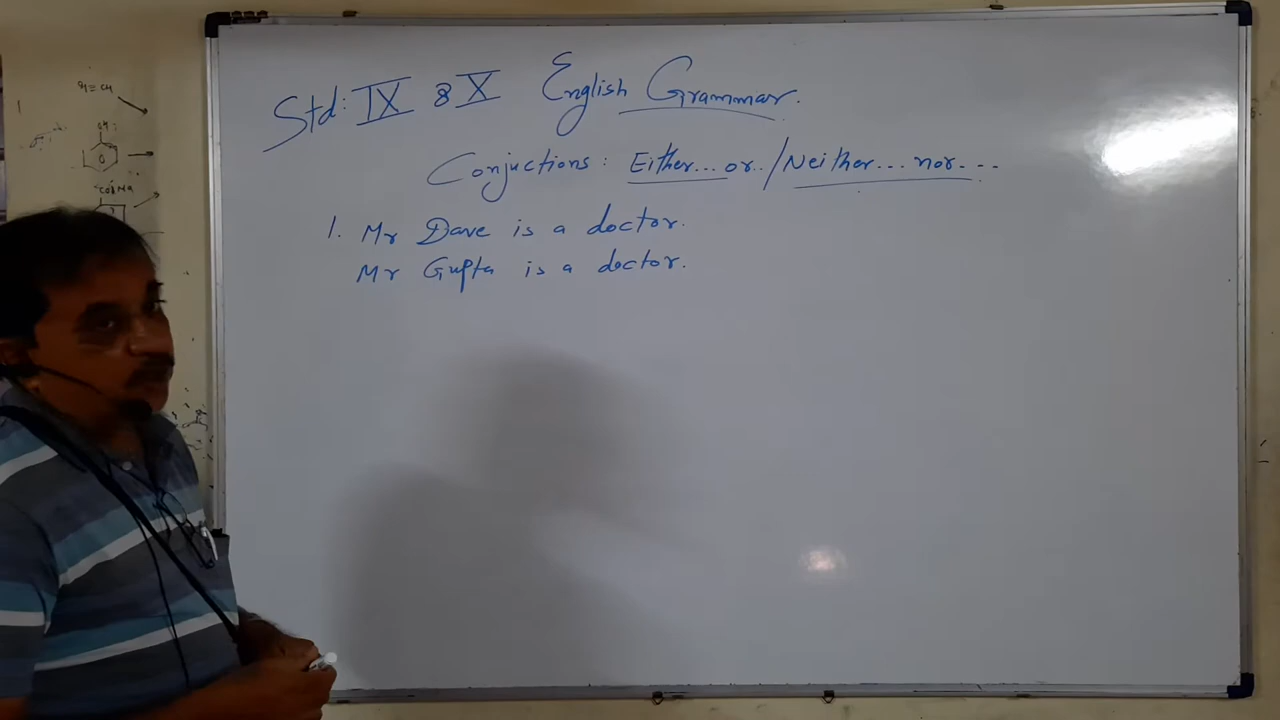 Std: IX & X English Grammar.
Conjuctions: Either... or../Neither... nor...
1. Mr Dave is a doctor.
Mr Gupta is a doctor.